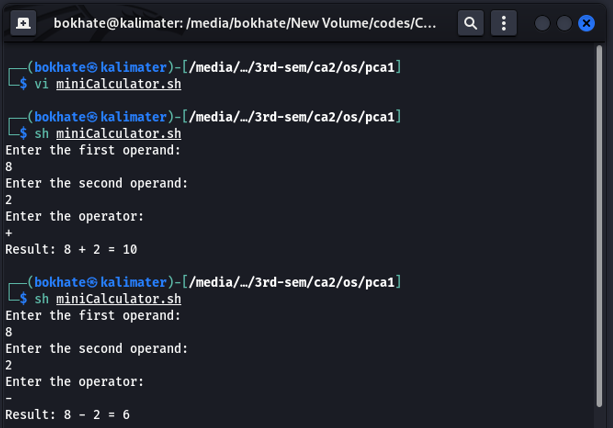 bokhate@kalimater: /media/bokhate/New Volume/codes/C...
┌──(bokhate㉿kalimater)-[/media/…/3rd-sem/ca2/os/pca1]
└─$ vi miniCalculator.sh
┌──(bokhate㉿kalimater)-[/media/…/3rd-sem/ca2/os/pca1]
└─$ sh miniCalculator.sh
Enter the first operand:
8
Enter the second operand:
2
Enter the operator:
+
Result: 8 + 2 = 10
┌──(bokhate㉿kalimater)-[/media/…/3rd-sem/ca2/os/pca1]
└─$ sh miniCalculator.sh
Enter the first operand:
8
Enter the second operand:
2
Enter the operator:
-
Result: 8 - 2 = 6